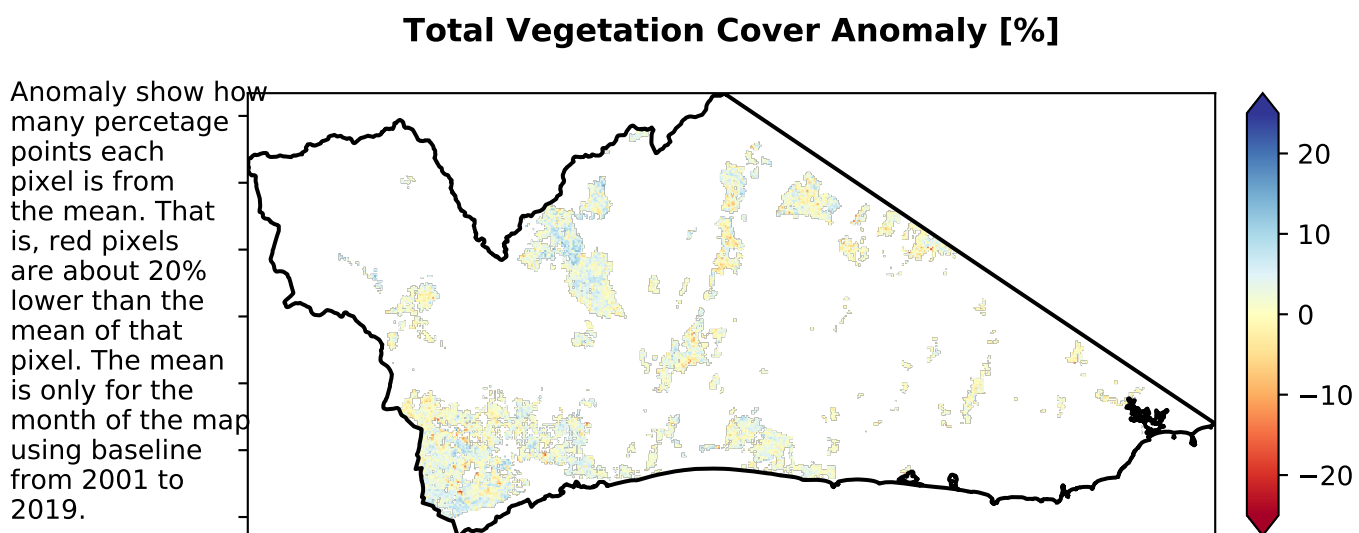 Total Vegetation Cover Anomaly [%]
Anomaly show how
many percetage
points each
pixel is from
the mean. That
is, red pixels
are about 20%
lower than the
mean of that
pixel. The mean
is only for the
month of the map
using baseline
from 2001 to
2019.
20
10
0
−10
−20